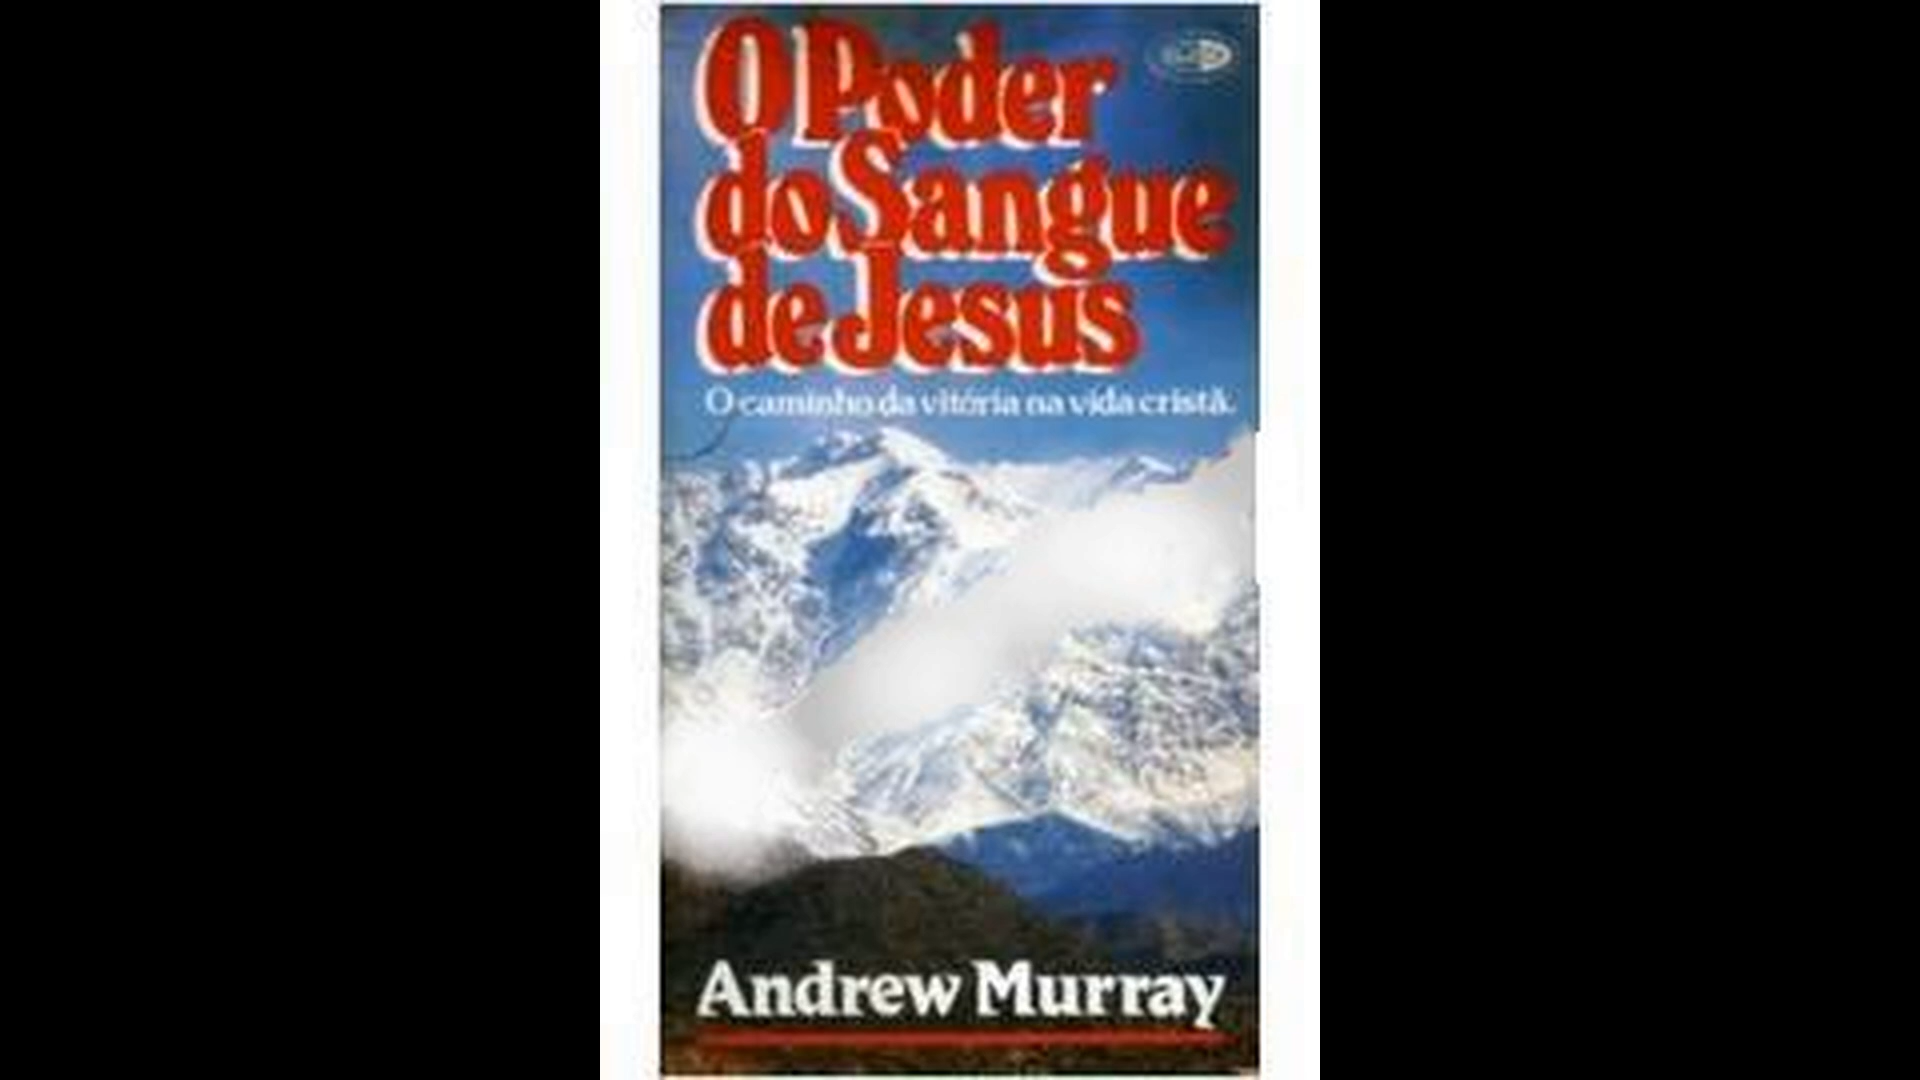 O Poder
do Sangue
de Jesus
O caminho da vitória na vida cristã.
Andrew Murray